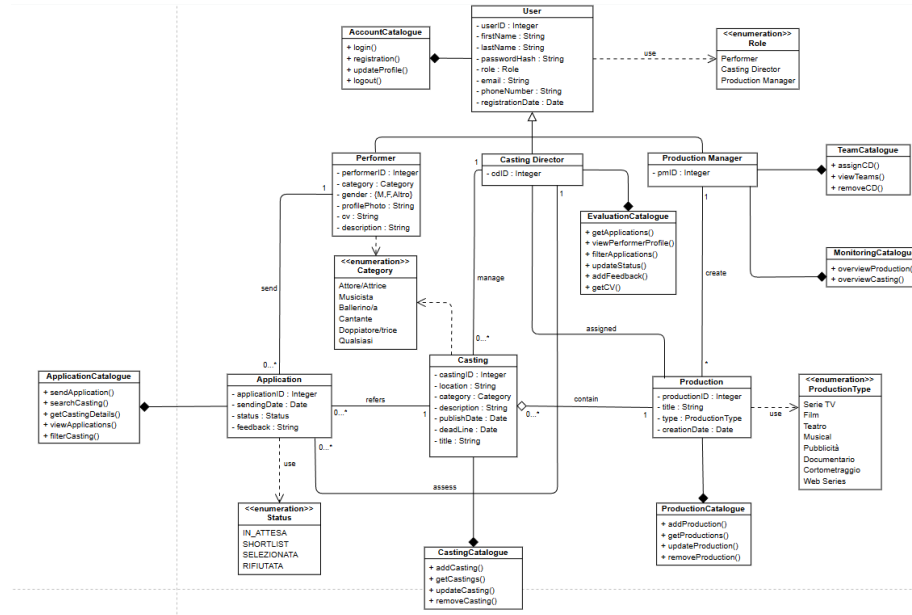 User
- userID : Integer
- firstName : String
- lastName : String
- passwordHash : String
- role : Role
- email : String
- phoneNumber : String
- registrationDate : Date
AccountCatalogue
+ login()
+ registration()
+ updateProfile()
+ logout()
use
<<enumeration>>
Role
Performer
Casting Director
Production Manager
Performer
- performerID : Integer
- category : Category
- gender : {M,F,Altro}
- profilePhoto : String
- cv : String
- description : String
1
Casting Director
- cdID : Integer
1
1
Production Manager
- pmID : Integer
1
TeamCatalogue
+ assignCD()
+ viewTeams()
+ removeCD()
EvaluationCatalogue
+ getApplications()
+ viewPerformerProfile()
+ filterApplications()
+ updateStatus()
+ addFeedback()
+ getCV()
MonitoringCatalogue
+ overviewProduction()
+ overviewCasting()
<<enumeration>>
Category
Attore/Attrice
Musicista
Ballerino/a
Cantante
Doppiatore/trice
Qualsiasi
send
manage
create
assigned
0...*
0...*
*
ApplicationCatalogue
+ sendApplication()
+ searchCasting()
+ getCastingDetails()
+ viewApplications()
+ filterCasting()
Application
- applicationID : Integer
- sendingDate : Date
- status : Status
- feedback : String
0...*
refers
0...*
1
Casting
- castingID : Integer
- location : String
- category : Category
- description : String
- publishDate : Date
- deadLine : Date
- title : String
contain
0...*
1
Production
- productionID : Integer
- title : String
- type : ProductionType
- creationDate : Date
use
<<enumeration>>
ProductionType
Serie TV
Film
Teatro
Musical
Pubblicità
Documentario
Cortometraggio
Web Series
use
assess
<<enumeration>>
Status
IN_ATTESA
SHORTLIST
SELEZIONATA
RIFIUTATA
CastingCatalogue
+ addCasting()
+ getCastings()
+ updateCasting()
+ removeCasting()
ProductionCatalogue
+ addProduction()
+ getProductions()
+ updateProduction()
+ removeProduction()